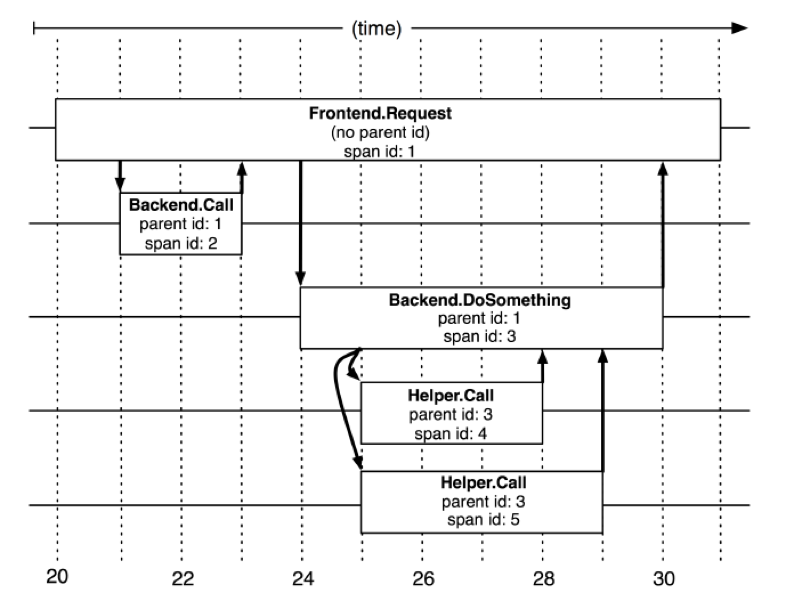 (time)
Frontend.Request
(no parent id)
span id: 1
Backend.Call
parent id: 1
span id: 2
Backend.DoSomething
parent id: 1
span id: 3
Helper.Call
parent id: 3
span id: 4
Helper.Call
parent id: 3
span id: 5
20 22 24 26 28 30